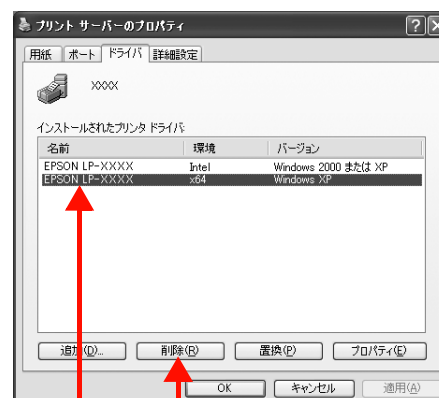 プリント サーバーのプロパティ
用紙 ポート ドライバ 詳細設定
XXXX
インストールされたプリンタ ドライバ:
名前 環境 バージョン
EPSON LP-XXXX Intel Windows 2000 または XP
EPSON LP-XXXX x64 Windows XP
追加(D)... 削除(R) 置換(P) プロパティ(E)
OK キャンセル 適用(A)